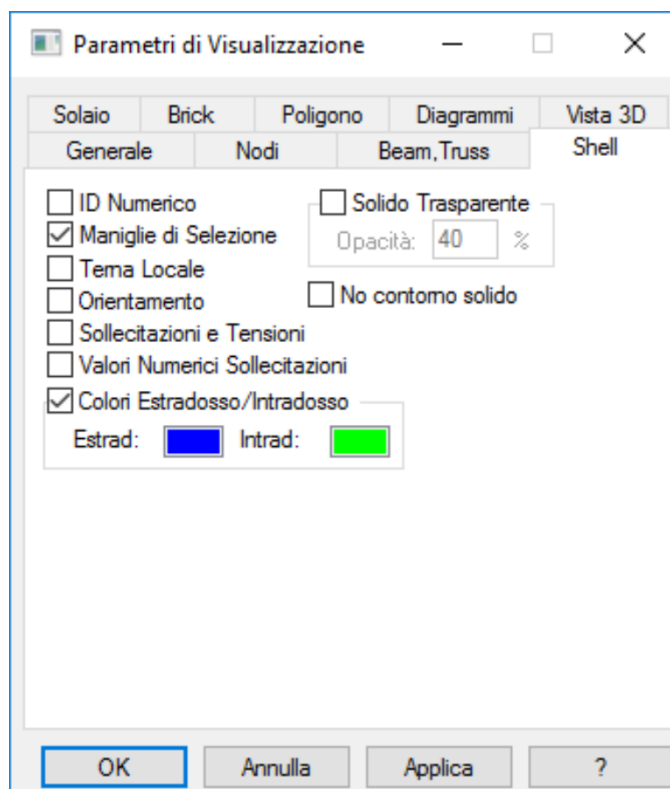 Parametri di Visualizzazione
Solaio Brick Poligono Diagrammi Vista 3D
Generale Nodi Beam,Truss Shell
ID Numerico Solido Trasparente
Maniglie di Selezione Opacità: 40 %
Terna Locale
Orientamento No contorno solido
Sollecitazioni e Tensioni
Valori Numerici Sollecitazioni
Colori Estradosso/Intradosso
Estrad: Intrad:
OK Annulla Applica ?